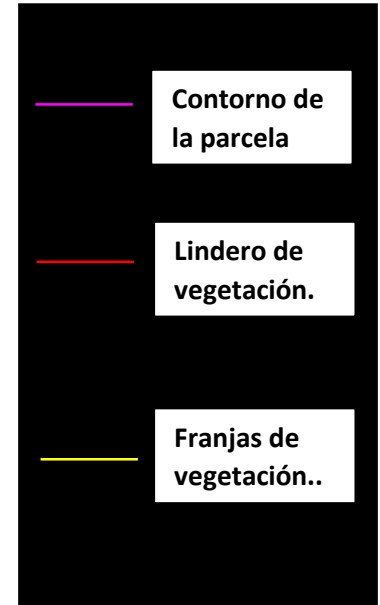 Contorno de
la parcela
Lindero de
vegetación.
Franjas de
vegetación..